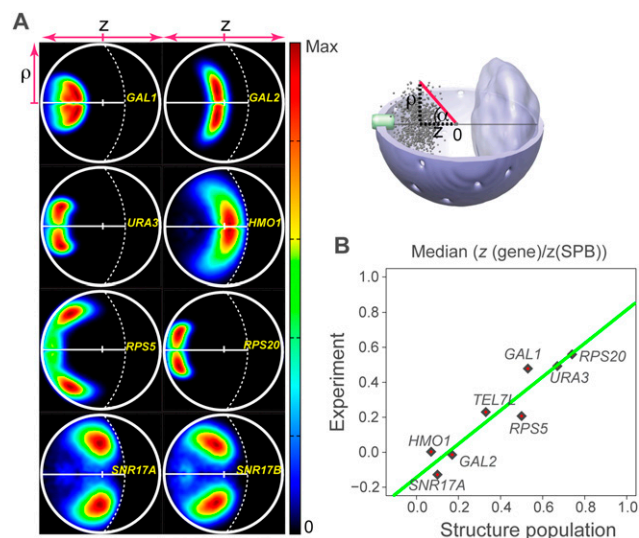 A
z
z
ρ
GAL1
GAL2
URA3
HMO1
RPS5
RPS20
SNR17A
SNR17B
Max
0
ρ
α
z
0
B
Median (z (gene)/z(SPB))
Experiment
1.0
0.8
0.6
0.4
0.2
0.0
−0.2
GAL1
RPS20
URA3
TEL7L
RPS5
HMO1
GAL2
SNR17A
0.0 0.2 0.4 0.6 0.8 1.0
Structure population